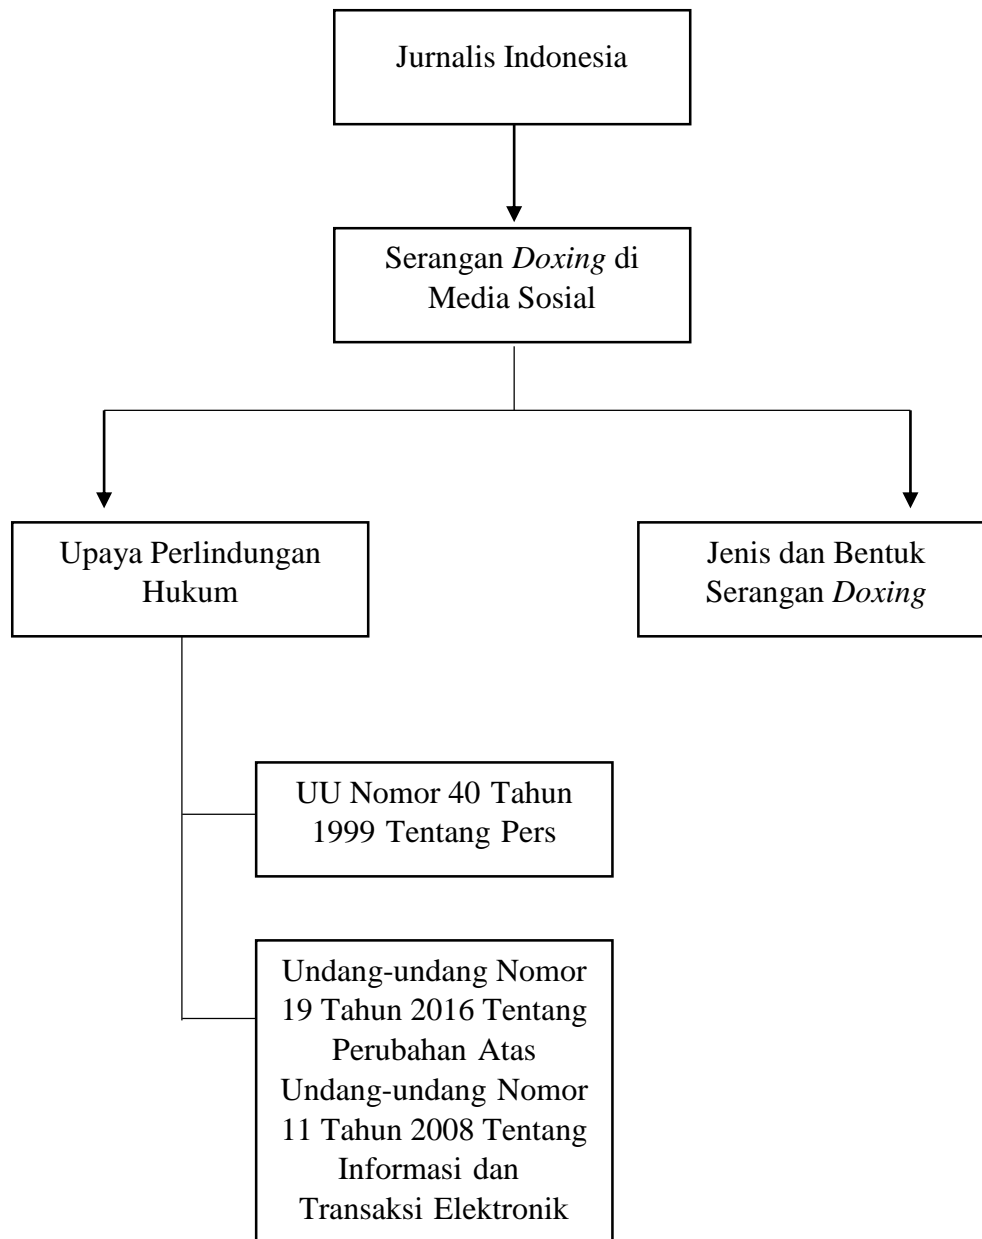 Jurnalis Indonesia
Serangan Doxing di
Media Sosial
Upaya Perlindungan
Hukum
Jenis dan Bentuk
Serangan Doxing
UU Nomor 40 Tahun
1999 Tentang Pers
Undang-undang Nomor
19 Tahun 2016 Tentang
Perubahan Atas
Undang-undang Nomor
11 Tahun 2008 Tentang
Informasi dan
Transaksi Elektronik